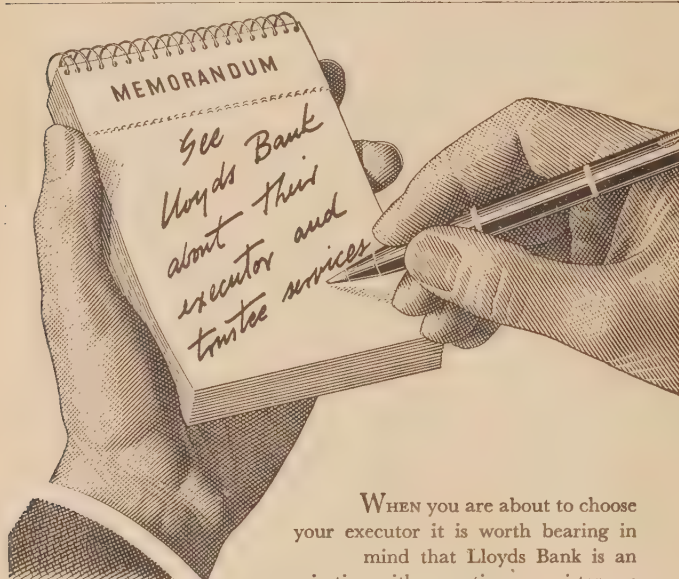 MEMORANDUM
See
Lloyds Bank
about their
executor and
trustee services
WHEN you are about to choose
your executor it is worth bearing in
mind that Lloyds Bank is an